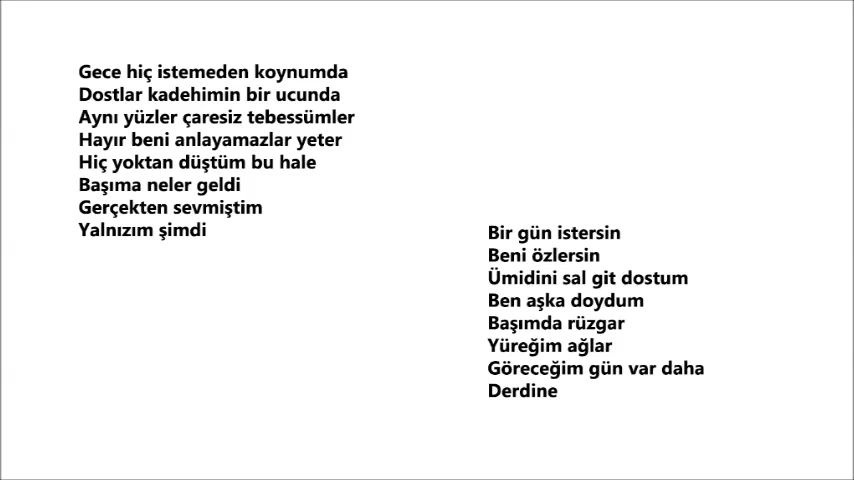 Gece hiç istemeden koynumda
Dostlar kadehimin bir ucunda
Aynı yüzler çaresiz tebessümler
Hayır beni anlayamazlar yeter
Hiç yoktan düştüm bu hale
Başıma neler geldi
Gerçekten sevmiştim
Yalnızım şimdi
Bir gün istersin
Beni özlersin
Ümidini sal git dostum
Ben aşka doydum
Başımda rüzgar
Yüreğim ağlar
Göreceğim gün var daha
Derdine